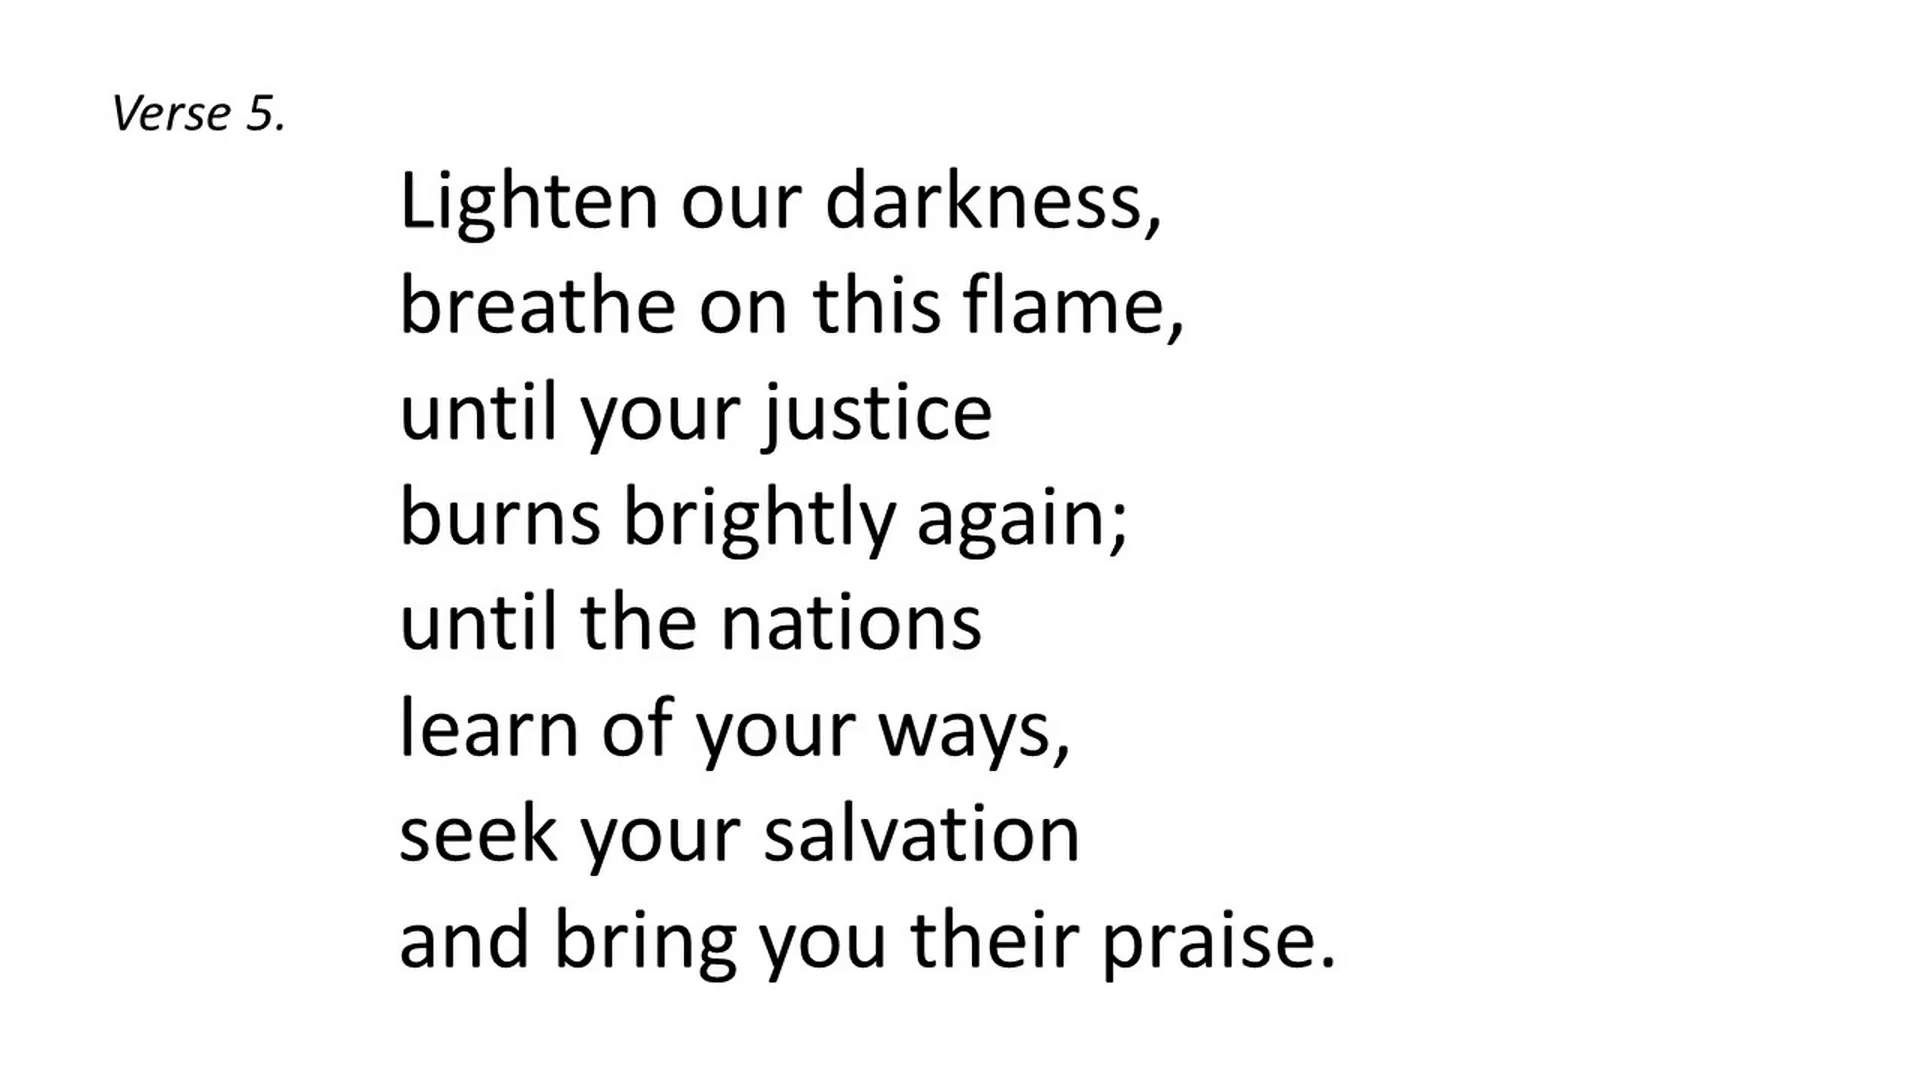 Verse 5.
Lighten our darkness,
breathe on this flame,
until your justice
burns brightly again;
until the nations
learn of your ways,
seek your salvation
and bring you their praise.